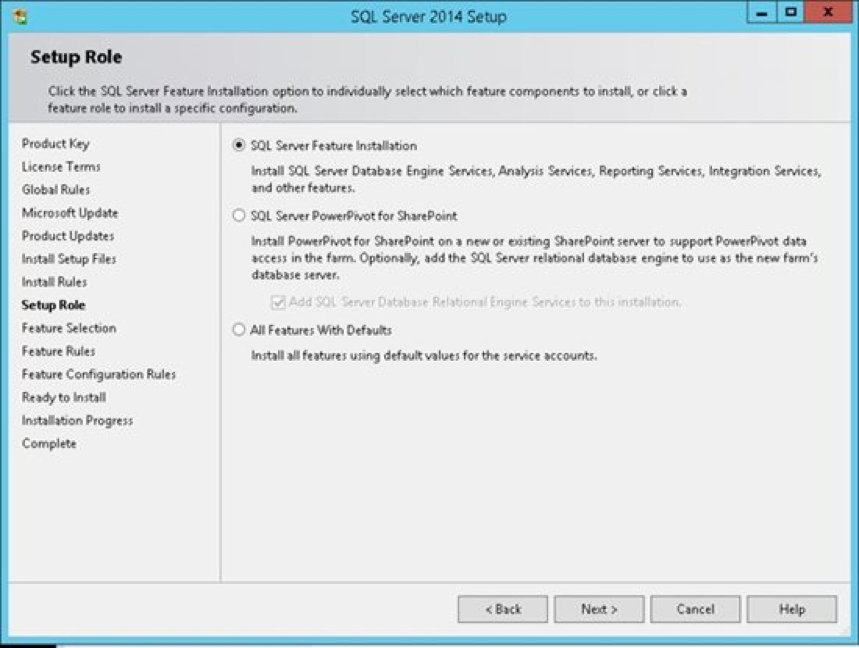 SQL Server 2014 Setup
Setup Role
Click the SQL Server Feature Installation option to individually select which feature components to install, or click a
feature role to install a specific configuration.
Product Key
License Terms
Global Rules
Microsoft Update
Product Updates
Install Setup Files
Install Rules
Setup Role
Feature Selection
Feature Rules
Feature Configuration Rules
Ready to Install
Installation Progress
Complete
SQL Server Feature Installation
Install SQL Server Database Engine Services, Analysis Services, Reporting Services, Integration Services,
and other features.
SQL Server PowerPivot for SharePoint
Install PowerPivot for SharePoint on a new or existing SharePoint server to support PowerPivot data
access in the farm. Optionally, add the SQL Server relational database engine to use as the new farm's
database server.
Add SQL Server Database Relational Engine Services to this installation.
All Features With Defaults
Install all features using default values for the service accounts.
< Back
Next >
Cancel
Help